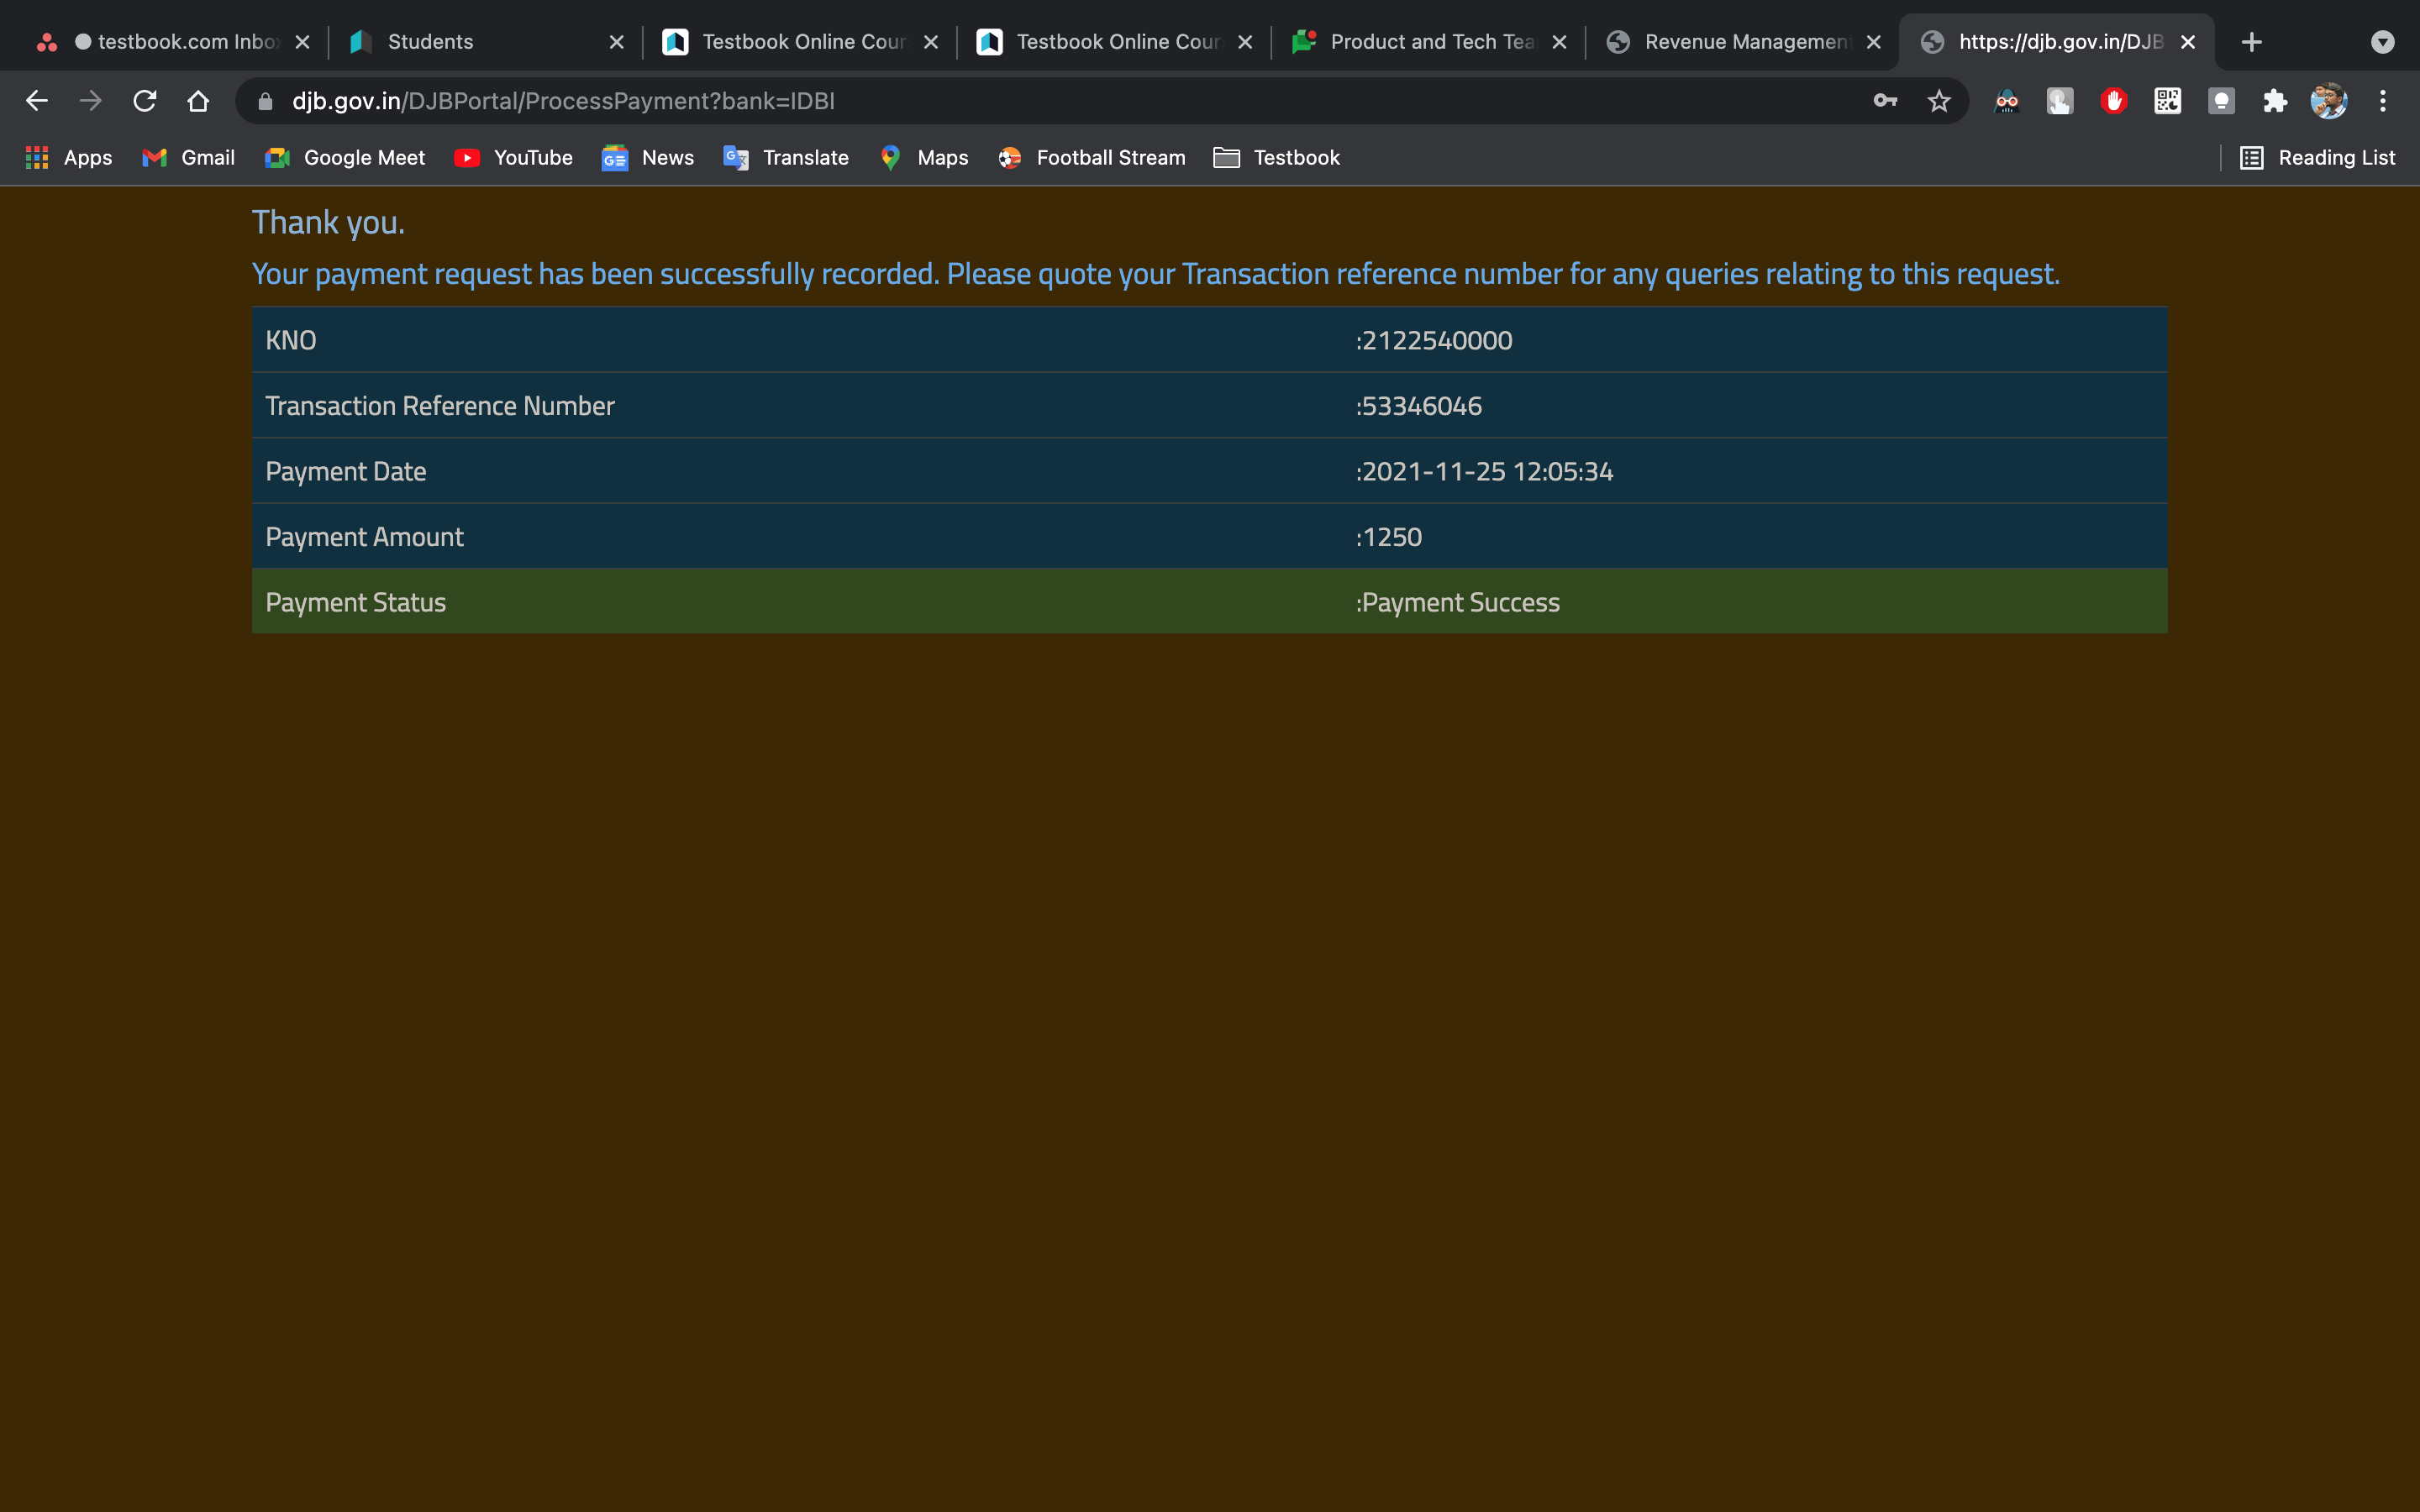 testbook.com Inbo
Students
Testbook Online Cour
Testbook Online Cour
Product and Tech Tea
Revenue Management
https://djb.gov.in/DJB
djb.gov.in/DJBPortal/ProcessPayment?bank=IDBI
Apps
Gmail
Google Meet
YouTube
News
Translate
Maps
Football Stream
Testbook
Reading List
Thank you.
Your payment request has been successfully recorded. Please quote your Transaction reference number for any queries relating to this request.
KNO :2122540000
Transaction Reference Number :53346046
Payment Date :2021-11-25 12:05:34
Payment Amount :1250
Payment Status :Payment Success